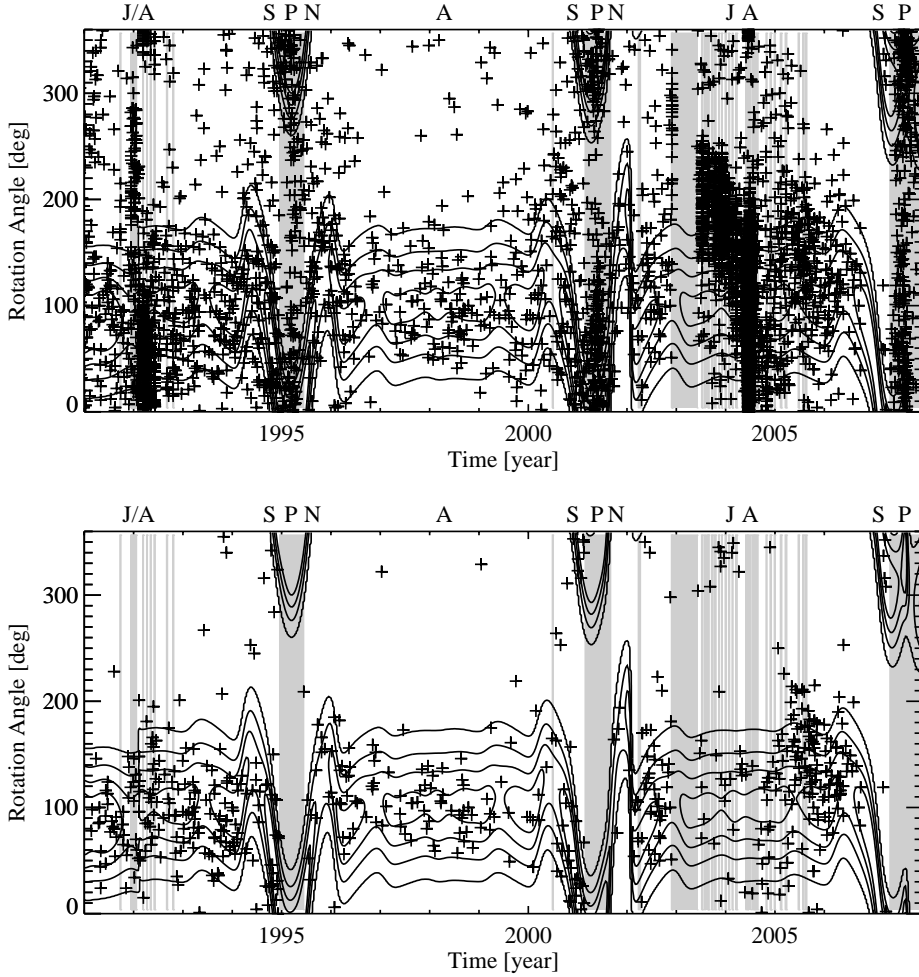 J/A S P N A S P N J A S P
Rotation Angle [deg]
300
200
100
0
1995 2000 2005
Time [year]
J/A S P N A S P N J A S P
Rotation Angle [deg]
300
200
100
0
1995 2000 2005
Time [year]